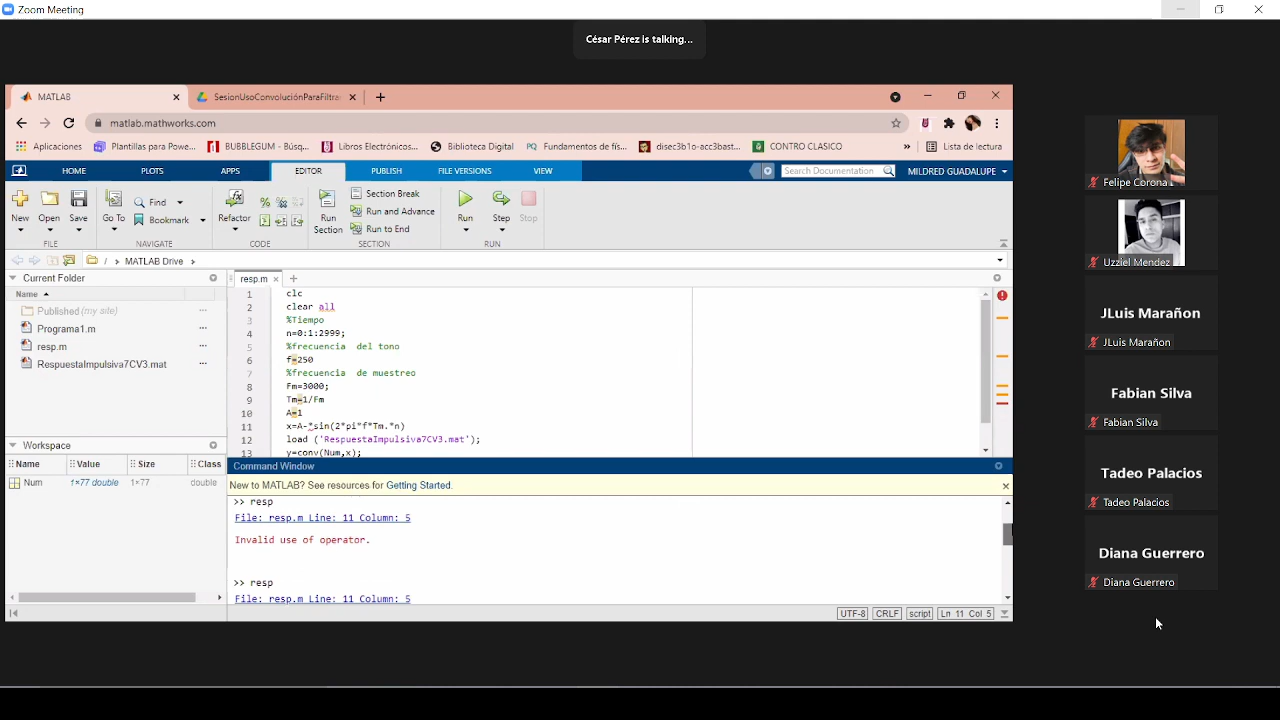 Zoom Meeting
César Pérez is talking...
MATLAB
SesionUsoConvoluciónParaFiltra
matlab.mathworks.com
Aplicaciones
Plantillas para Powe...
BUBBLEGUM - Búsq...
Libros Electrónicos...
Biblioteca Digital
PQ Fundamentos de fís...
disec3b1o-acc3bast...
CONTRO CLASICO
»
Lista de lectura
HOME
PLOTS
APPS
EDITOR
PUBLISH
FILE VERSIONS
VIEW
Search Documentation
MILDRED GUADALUPE
New
Open
Save
FILE
Go To
Find
Bookmark
NAVIGATE
Refactor
CODE
Run Section
Section Break
Run and Advance
Run to End
SECTION
Run
Step
Stop
RUN
/ > MATLAB Drive >
Current Folder
Name
Published (my site)
Programa1.m
resp.m
RespuestaImpulsiva7CV3.mat
Workspace
Name Value Size Class
Num 1×77 double 1×77 double
resp.m
1 clc
2 clear all
3 %Tiempo
4 n=0:1:2999;
5 %frecuencia del tono
6 f=250
7 %frecuencia de muestreo
8 Fm=3000;
9 Tm=1/Fm
10 A=1
11 x=A-*sin(2*pi*f*Tm.*n)
12 load ('RespuestaImpulsiva7CV3.mat');
13 y=conv(Num,x);
Command Window
New to MATLAB? See resources for Getting Started.
>> resp
File: resp.m Line: 11 Column: 5
Invalid use of operator.
>> resp
File: resp.m Line: 11 Column: 5
UTF-8
CRLF
script
Ln 11 Col 5
Felipe Corona
Uzziel Mendez
JLuis Marañon
JLuis Marañon
Fabian Silva
Fabian Silva
Tadeo Palacios
Tadeo Palacios
Diana Guerrero
Diana Guerrero